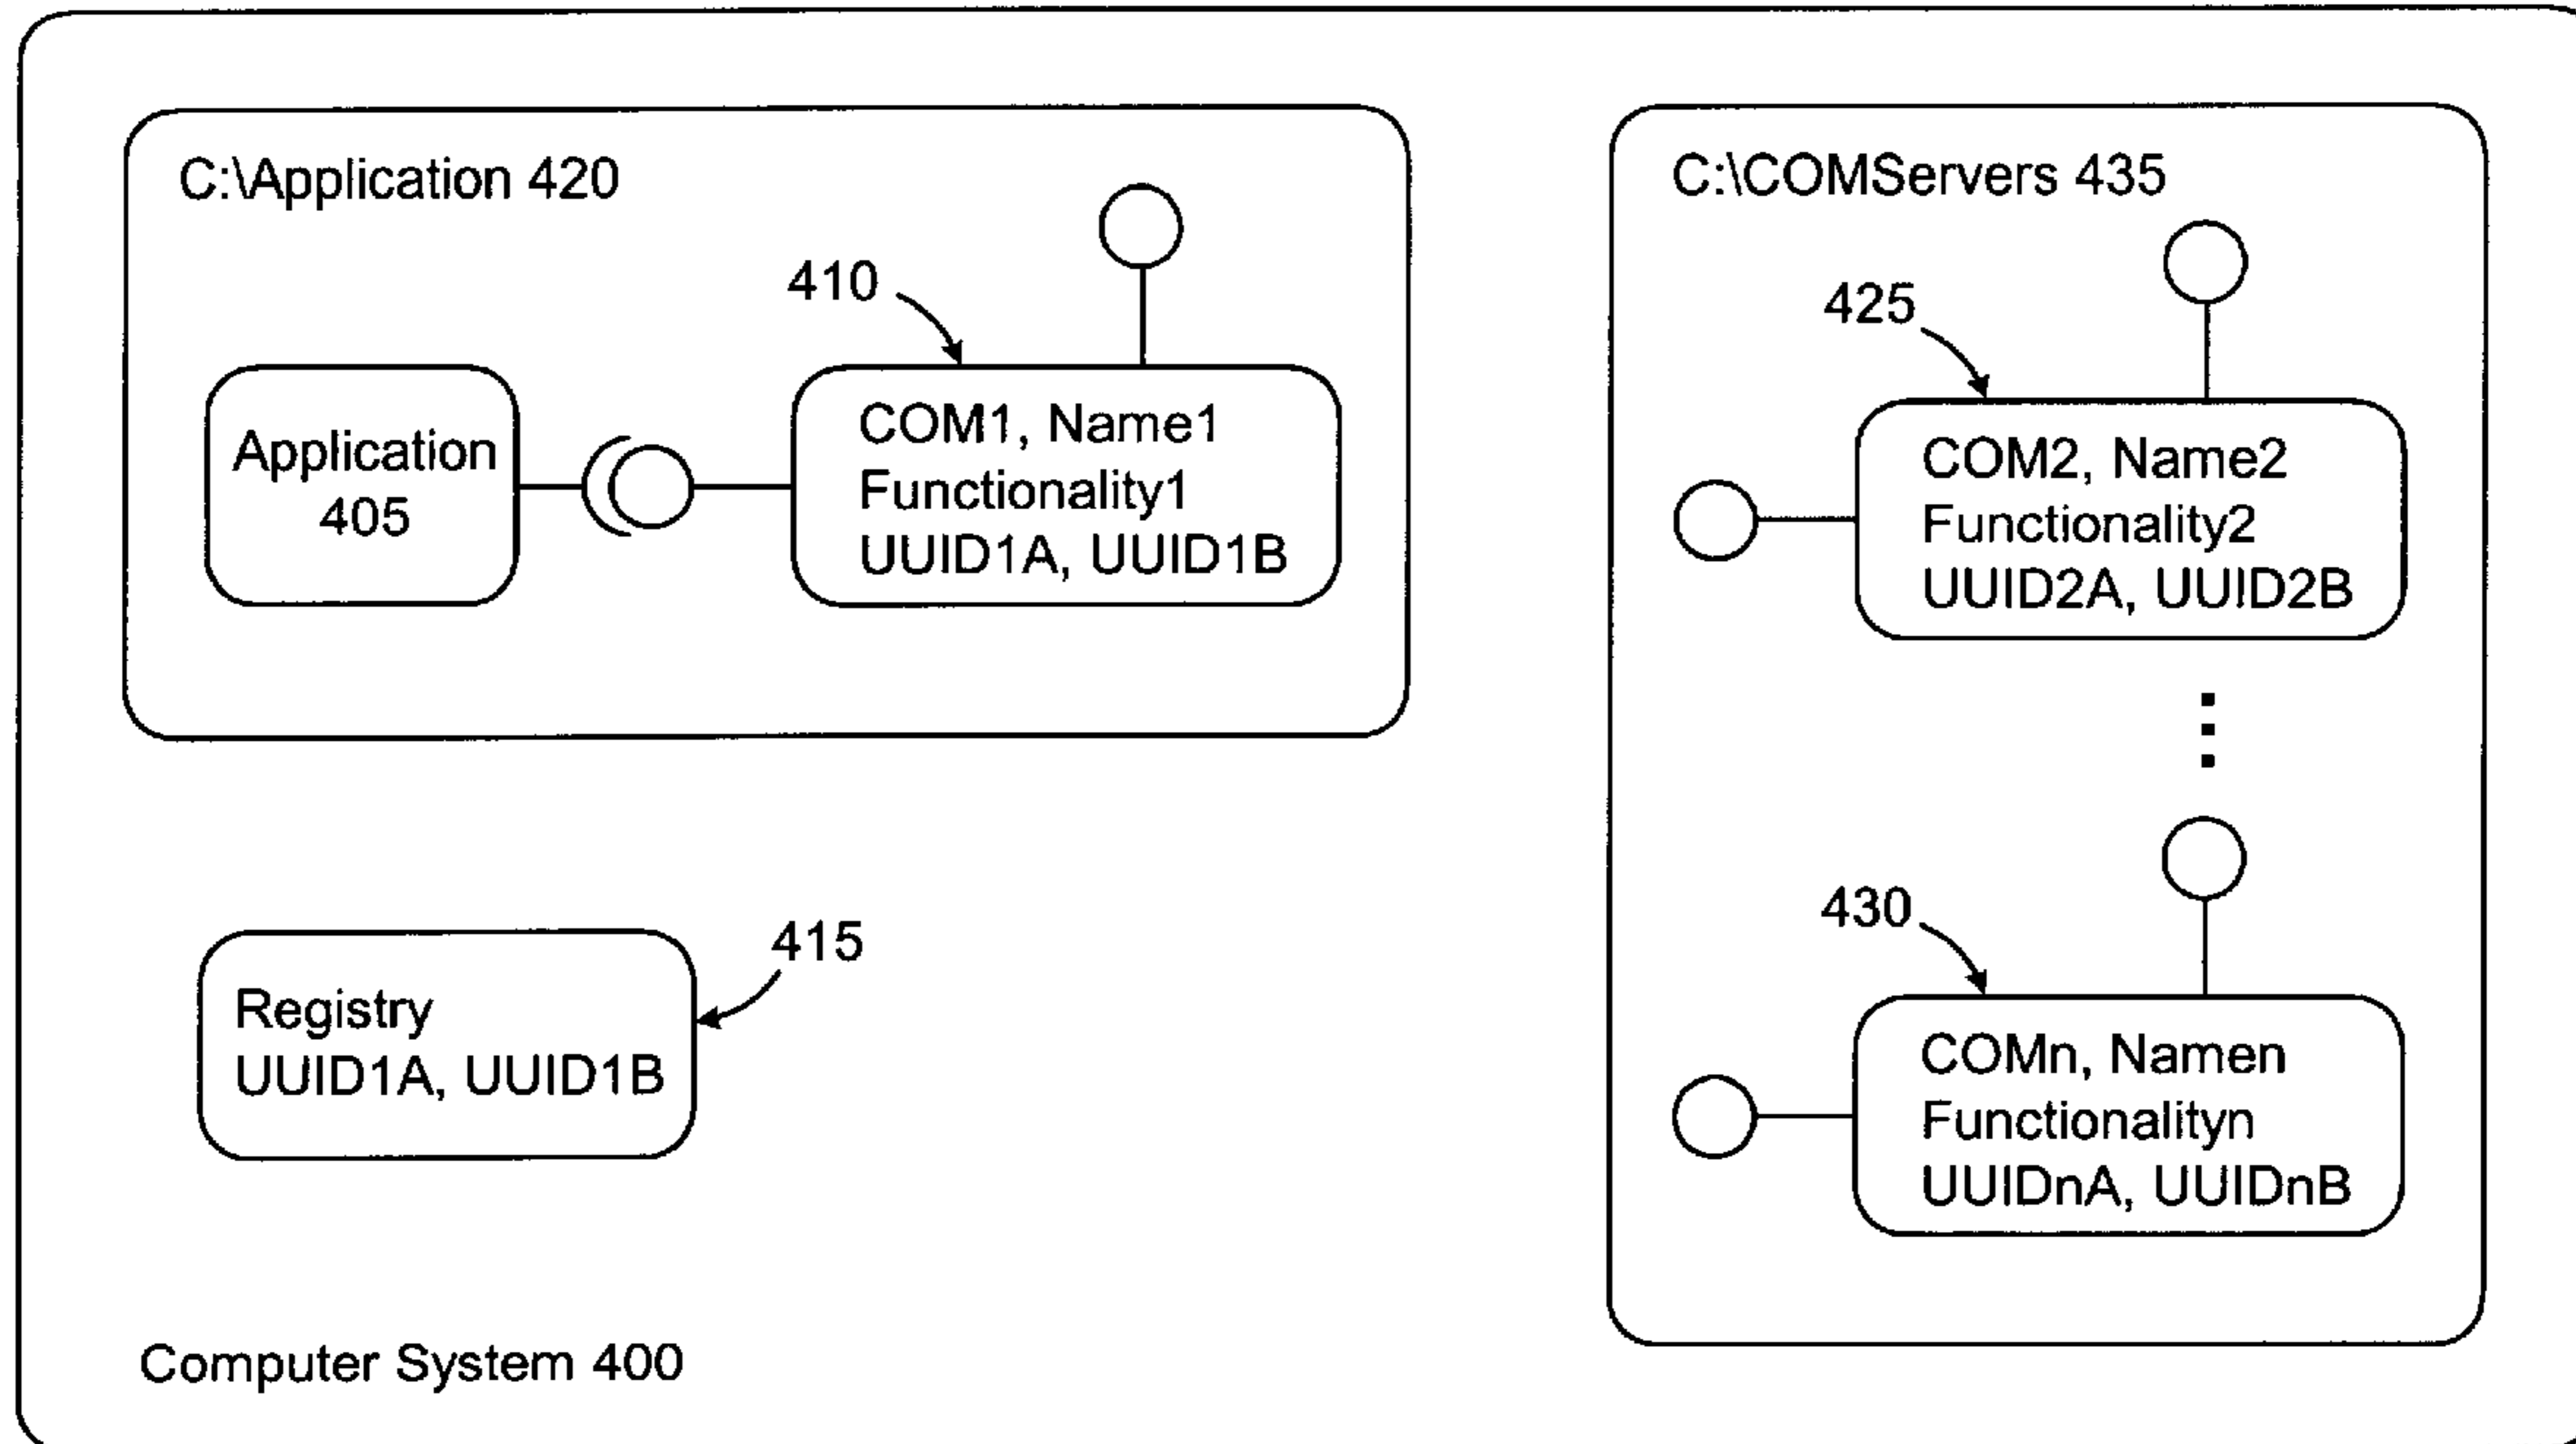 C:\Application 420
410
Application
405
COM1, Name1
Functionality1
UUID1A, UUID1B
Registry
UUID1A, UUID1B
415
Computer System 400
C:\COMServers 435
425
COM2, Name2
Functionality2
UUID2A, UUID2B
430
COMn, Namen
Functionalityn
UUIDnA, UUIDnB